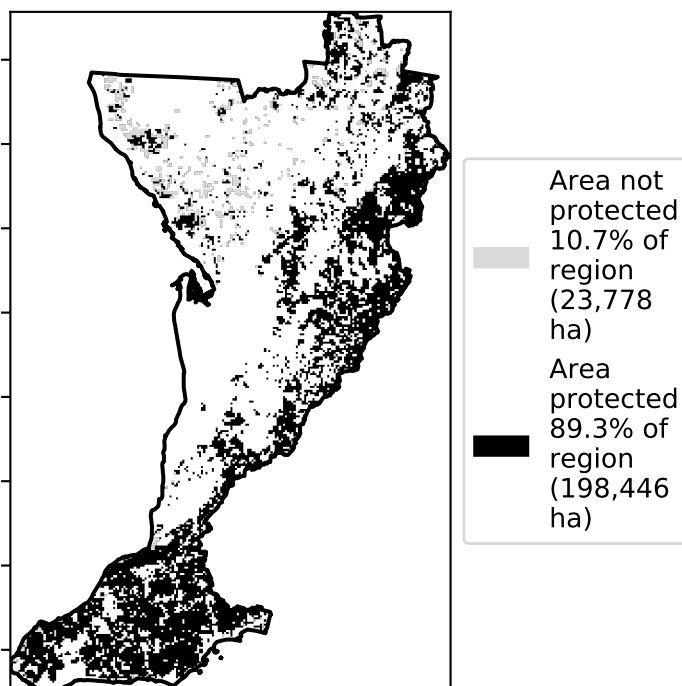 Area not
protected
10.7% of
region
(23,778
ha)
Area
protected
89.3% of
region
(198,446
ha)